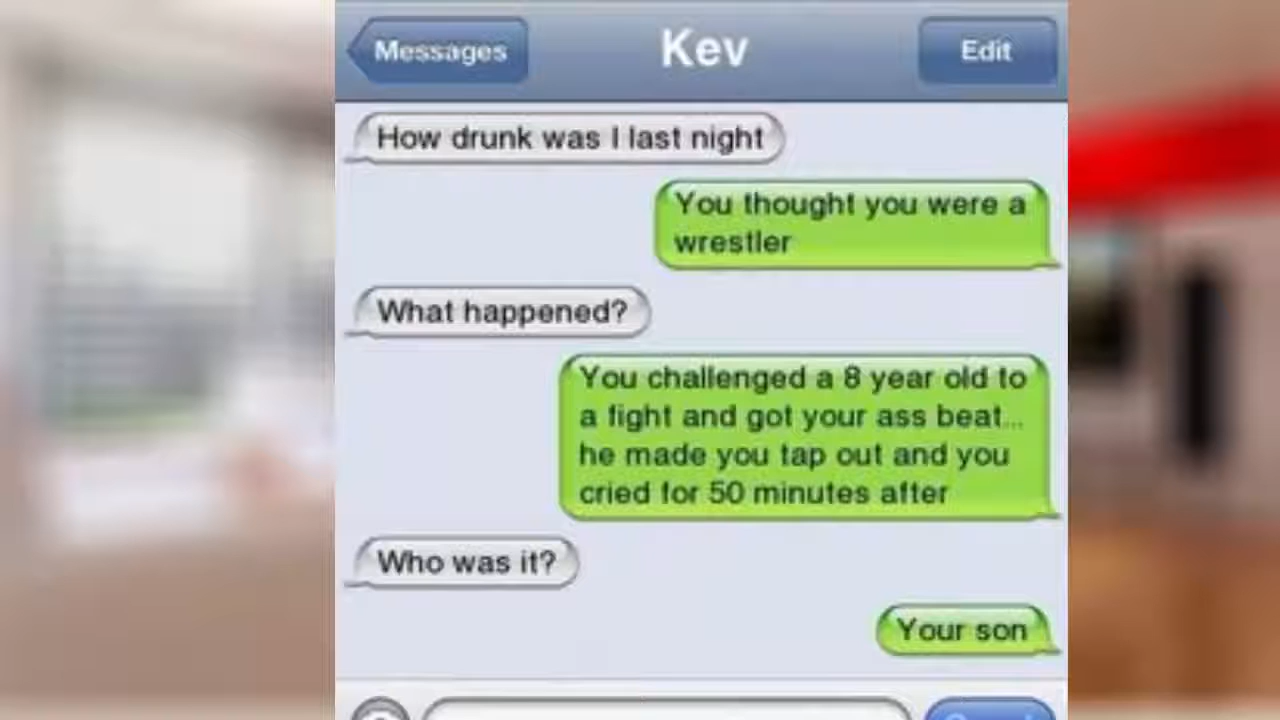 Messages
Kev
Edit
How drunk was I last night
You thought you were a
wrestler
What happened?
You challenged a 8 year old to
a fight and got your ass beat...
he made you tap out and you
cried for 50 minutes after
Who was it?
Your son